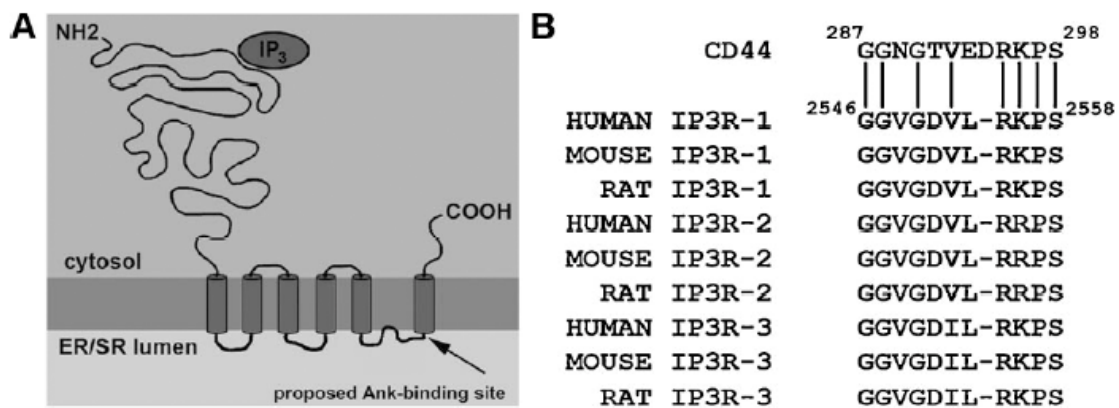 A
NH2
IP3
COOH
cytosol
ER/SR lumen
proposed Ank-binding site
B
CD44 287 GGNGTVEDRKPS 298
HUMAN IP3R-1 2546 GGVGDVL-RKPS 2558
MOUSE IP3R-1 GGVGDVL-RKPS
RAT IP3R-1 GGVGDVL-RKPS
HUMAN IP3R-2 GGVGDVL-RRPS
MOUSE IP3R-2 GGVGDVL-RRPS
RAT IP3R-2 GGVGDVL-RRPS
HUMAN IP3R-3 GGVGDIL-RKPS
MOUSE IP3R-3 GGVGDIL-RKPS
RAT IP3R-3 GGVGDIL-RKPS